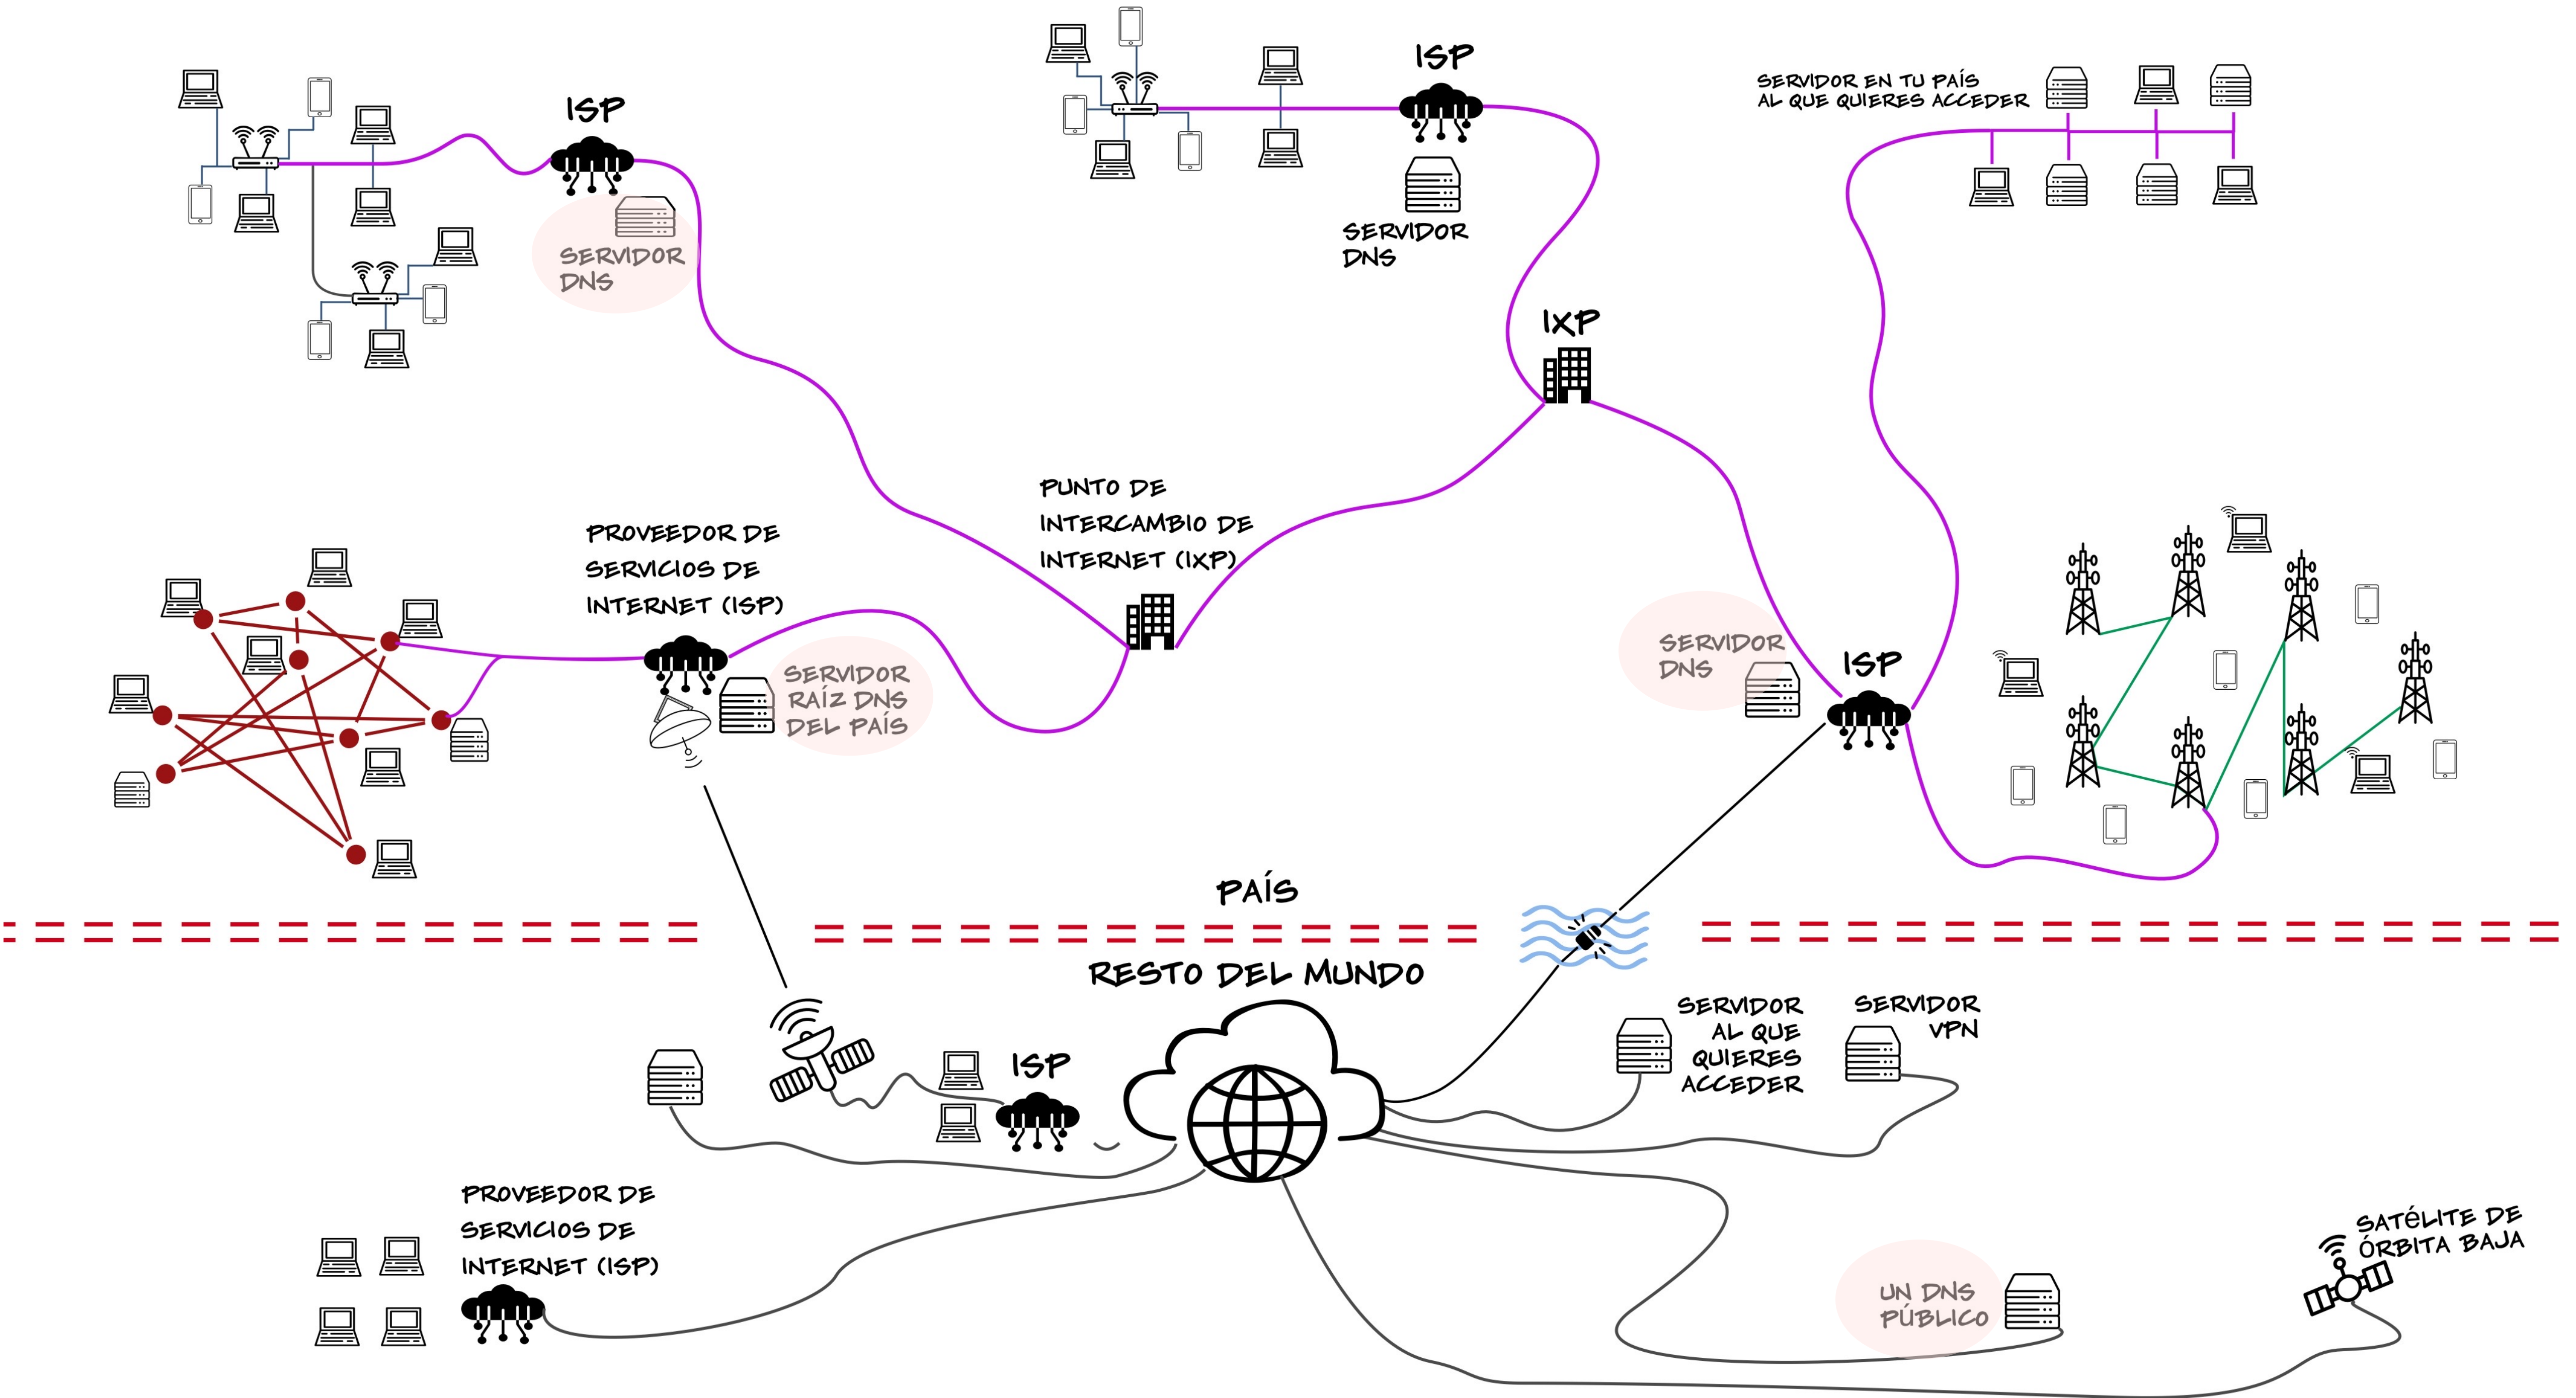 ISP
SERVIDOR
DNS
ISP
SERVIDOR
DNS
SERVIDOR EN TU PAÍS
AL QUE QUIERES ACCEDER
IXP
PUNTO DE
INTERCAMBIO DE
INTERNET (IXP)
PROVEEDOR DE
SERVICIOS DE
INTERNET (ISP)
SERVIDOR
RAÍZ DNS
DEL PAÍS
SERVIDOR
DNS
ISP
PAÍS
RESTO DEL MUNDO
ISP
SERVIDOR
AL QUE
QUIERES
ACCEDER
SERVIDOR
VPN
PROVEEDOR DE
SERVICIOS DE
INTERNET (ISP)
UN DNS
PÚBLICO
SATÉLITE DE
ÓRBITA BAJA